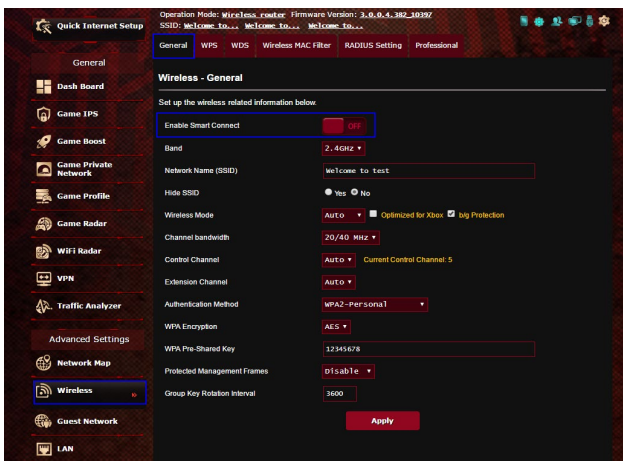 Quick Internet Setup
Operation Mode: Wireless router Firmware Version: 3.0.0.4.382_10397
SSID: Welcome to... Welcome to... Welcome to...
General WPS WDS Wireless MAC Filter RADIUS Setting Professional
General
Dash Board
Game IPS
Game Boost
Game Private
Network
Game Profile
Game Radar
WiFi Radar
VPN
Traffic Analyzer
Advanced Settings
Network Map
Wireless
Guest Network
LAN
Wireless - General
Set up the wireless related information below.
Enable Smart Connect OFF
Band 2.4GHz
Network Name (SSID) Welcome to test
Hide SSID Yes No
Wireless Mode Auto Optimized for Xbox b/g Protection
Channel bandwidth 20/40 MHz
Control Channel Auto Current Control Channel: 5
Extension Channel Auto
Authentication Method WPA2-Personal
WPA Encryption AES
WPA Pre-Shared Key 12345678
Protected Management Frames Disable
Group Key Rotation Interval 3600
Apply